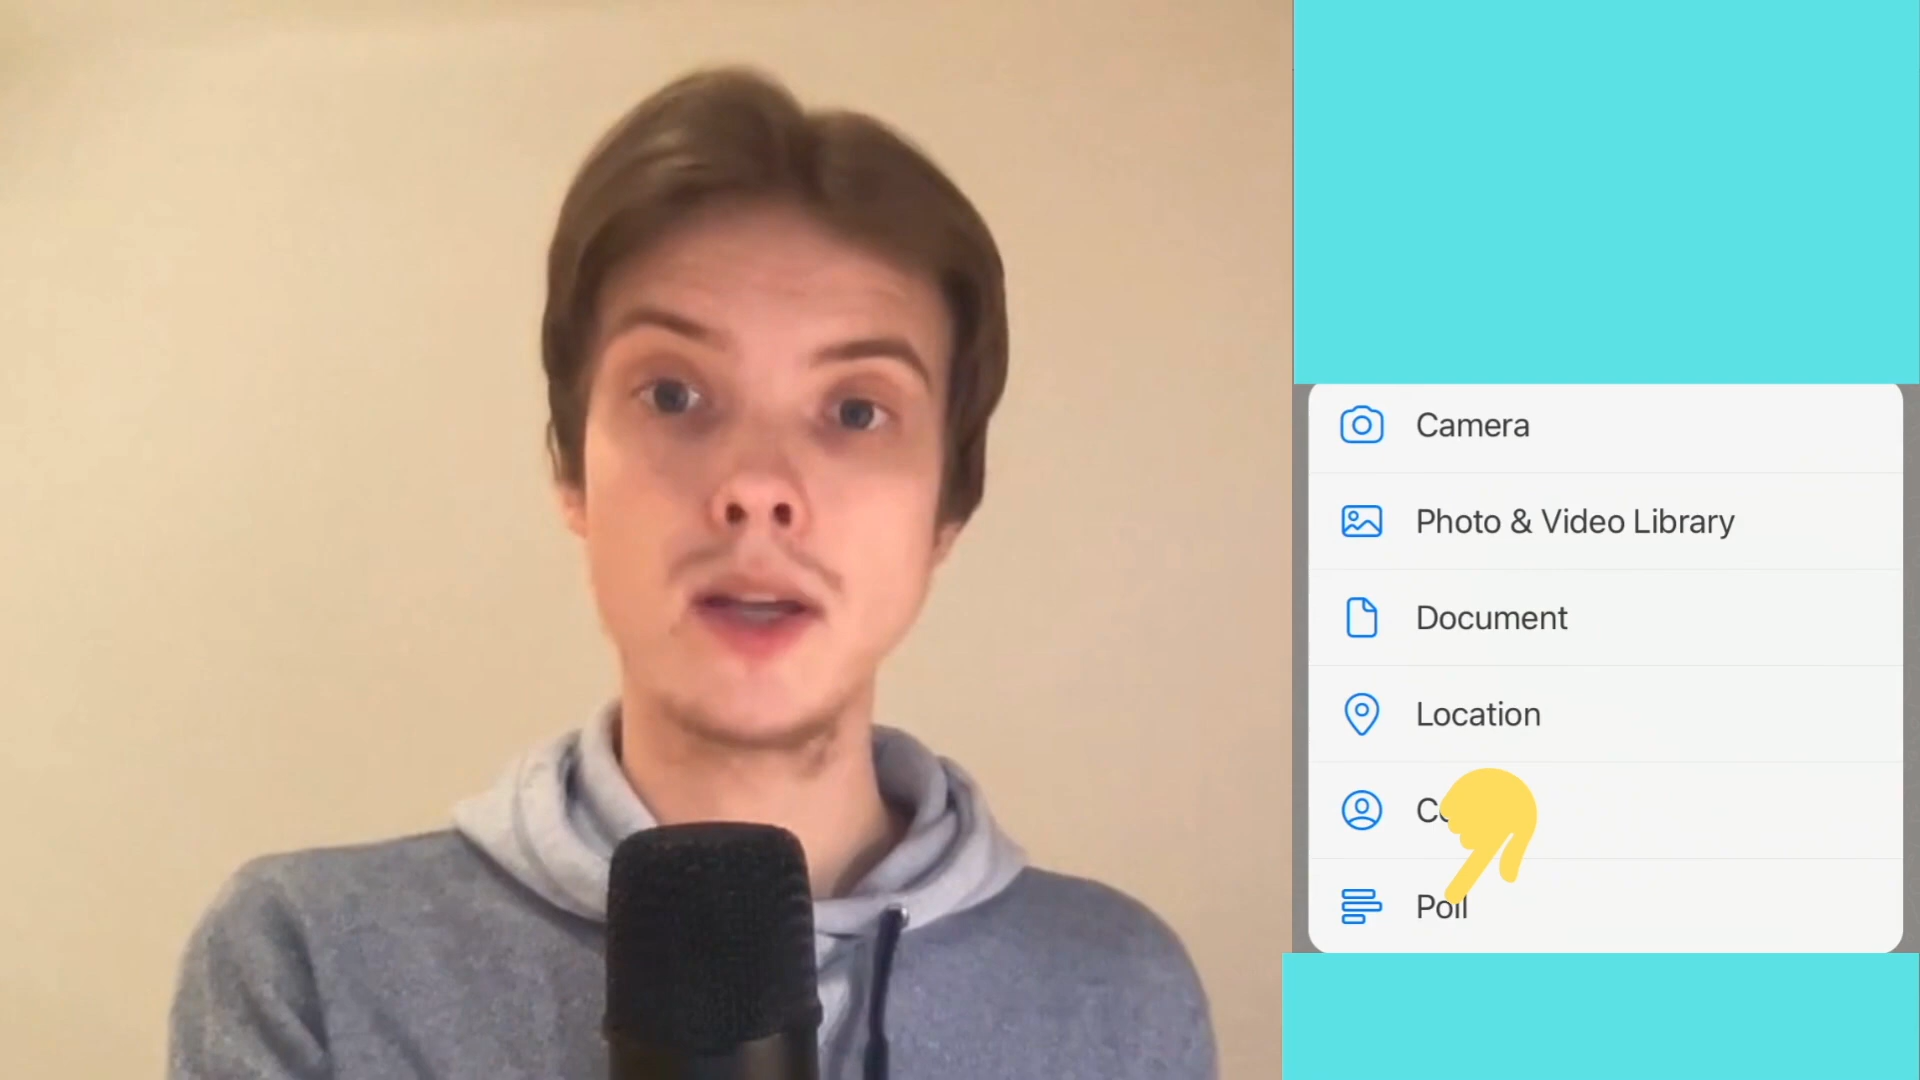 Camera
Photo & Video Library
Document
Location
Poll